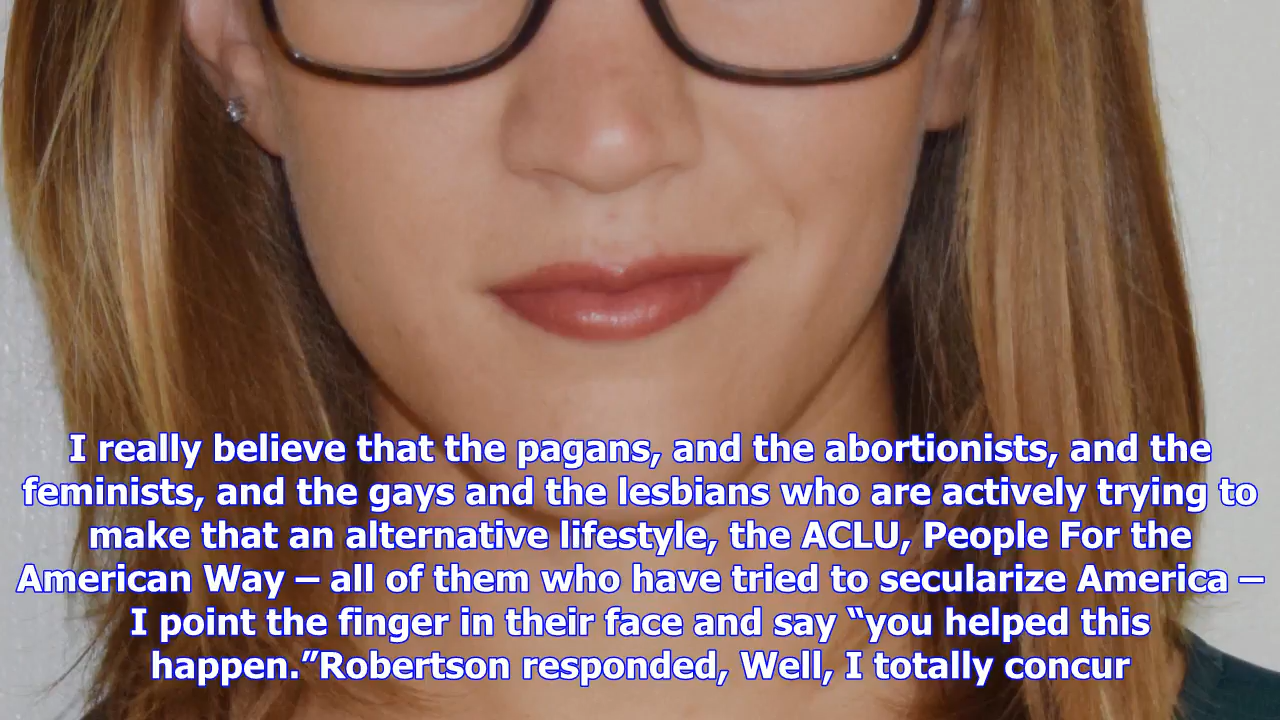 I really believe that the pagans, and the abortionists, and the
feminists, and the gays and the lesbians who are actively trying to
make that an alternative lifestyle, the ACLU, People For the
American Way – all of them who have tried to secularize America –
I point the finger in their face and say “you helped this
happen.”Robertson responded, Well, I totally concur